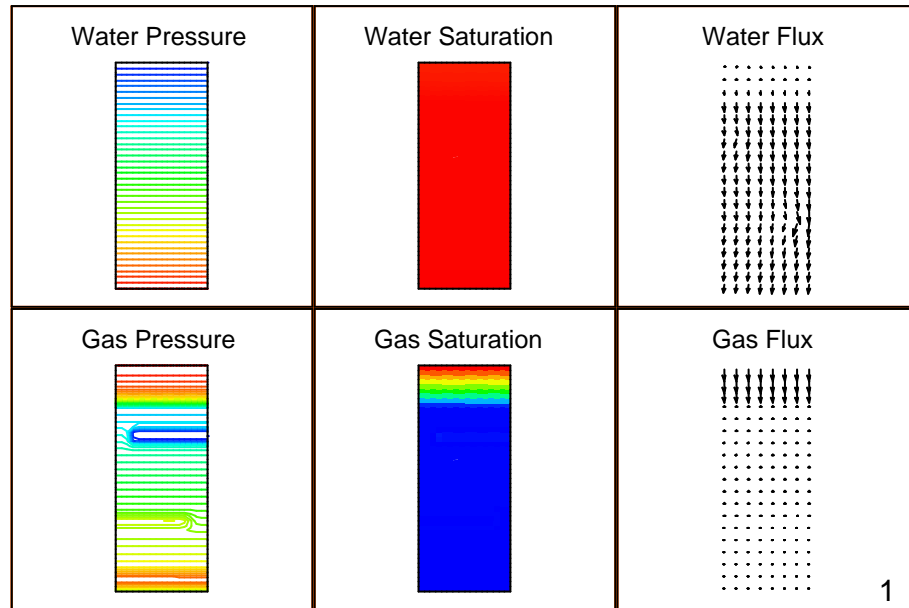 Water Pressure
Water Saturation
Water Flux
Gas Pressure
Gas Saturation
Gas Flux
1